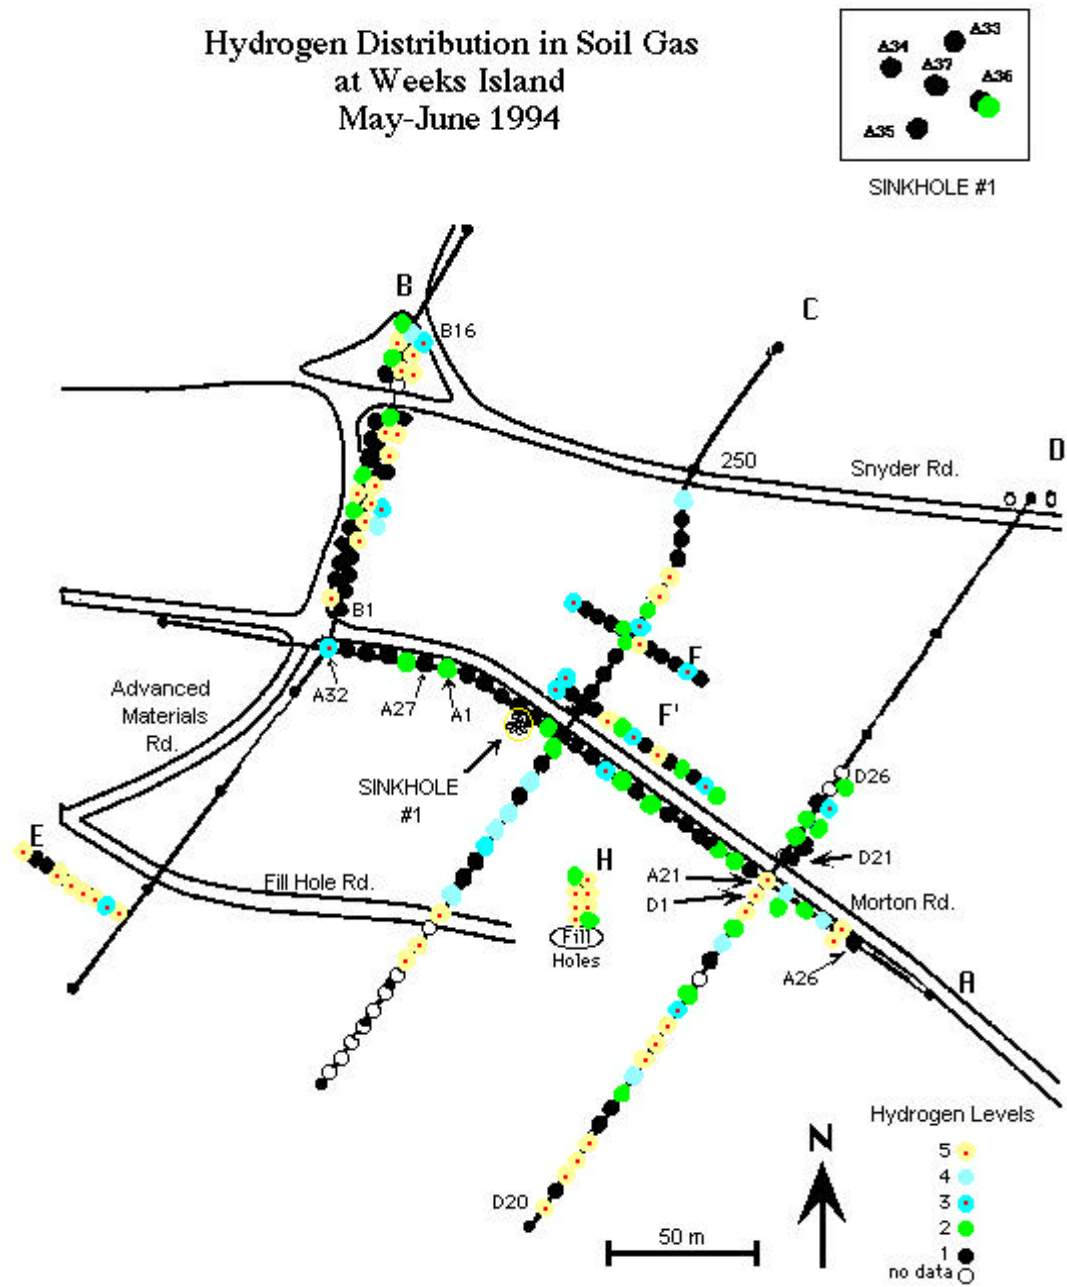 Hydrogen Distribution in Soil Gas
at Weeks Island
May-June 1994
A33
A34
A37
A36
A35
SINKHOLE #1
B
B16
C
250
Snyder Rd.
D
B1
F
Advanced
Materials
Rd.
A32
A27
A1
F'
SINKHOLE
#1
D26
E
Fill Hole Rd.
H
A21
D21
D1
Morton Rd.
Fill
Holes
A26
A
Hydrogen Levels
N
5
4
3
D20
2
50 m
1
no data